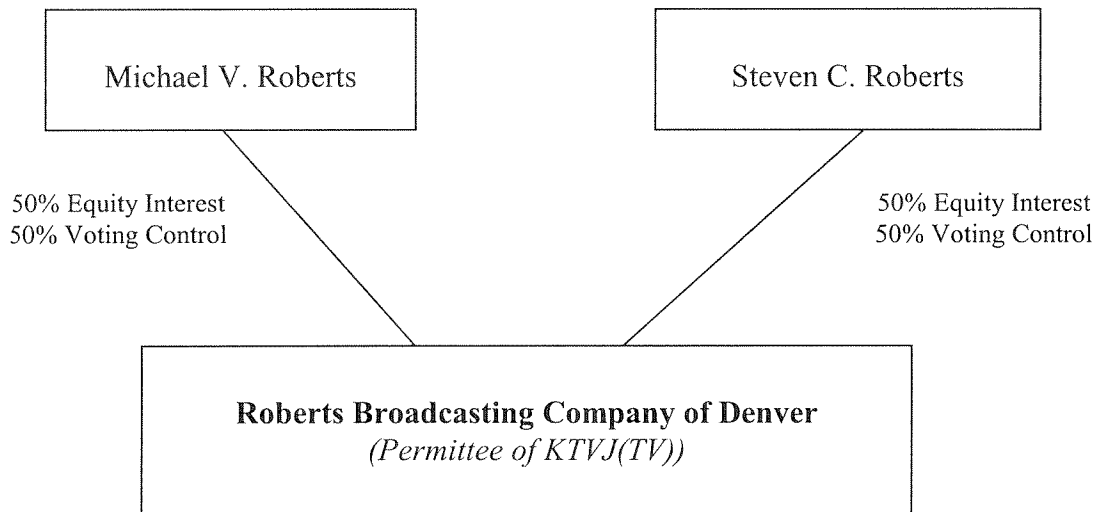 Michael V. Roberts
Steven C. Roberts
50% Equity Interest
50% Voting Control
50% Equity Interest
50% Voting Control
Roberts Broadcasting Company of Denver
(Permittee of KTVJ(TV))